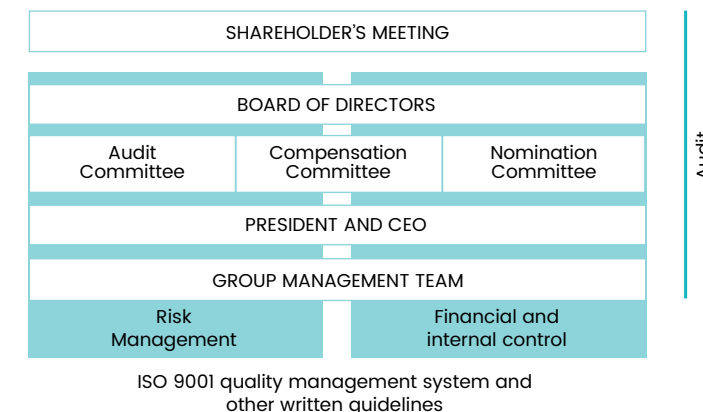 SHAREHOLDER’S MEETING
BOARD OF DIRECTORS
Audit
Committee
Compensation
Committee
Nomination
Committee
PRESIDENT AND CEO
GROUP MANAGEMENT TEAM
Risk
Management
Financial and
internal control
ISO 9001 quality management system and
other written guidelines
Audit